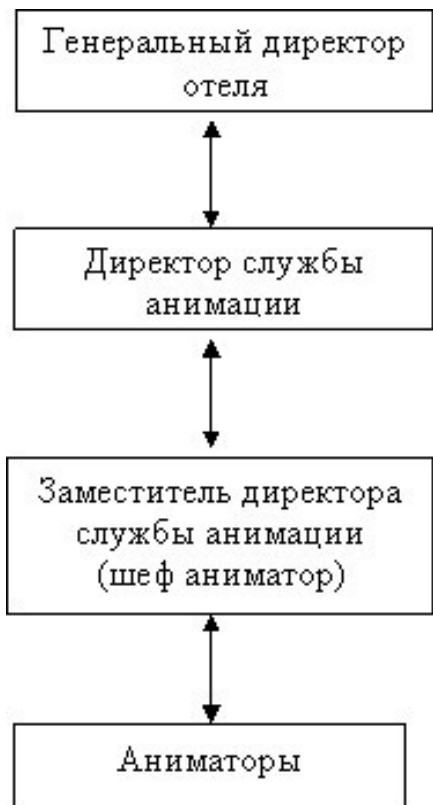 Генеральный директор
отеля
Директор службы
анимации
Заместитель директора
службы анимации
(шеф аниматор)
Аниматоры